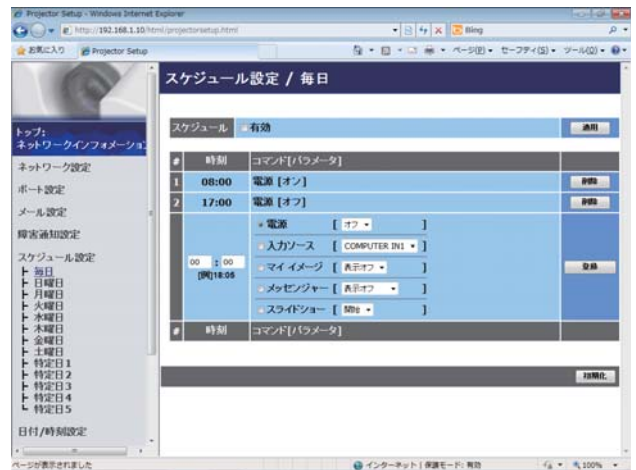 Projector Setup - Windows Internet Explorer
http://192.168.1.10/html/projectorsetup.html
Bing
お気に入り
Projector Setup
ページ(P)
セーフティ(S)
ツール(O)
スケジュール設定 / 毎日
トップ:
ネットワークインフォメーショ
ネットワーク設定
ポート設定
メール設定
障害通知設定
スケジュール設定
毎日
日曜日
月曜日
火曜日
水曜日
木曜日
金曜日
土曜日
特定日1
特定日2
特定日3
特定日4
特定日5
日付/時刻設定
スケジュール 有効 適用
# 時刻 コマンド[パラメータ]
1 08:00 電源 [オン] 削除
2 17:00 電源 [オフ] 削除
00 : 00
[例]18:05
電源 [ オフ ]
入力ソース [ COMPUTER IN1 ]
マイ イメージ [ 表示オフ ]
メッセンジャー [ 表示オフ ]
スライドショー [ 開始 ]
登録
# 時刻 コマンド[パラメータ]
初期化
ページが表示されました
インターネット | 保護モード: 有効
100%